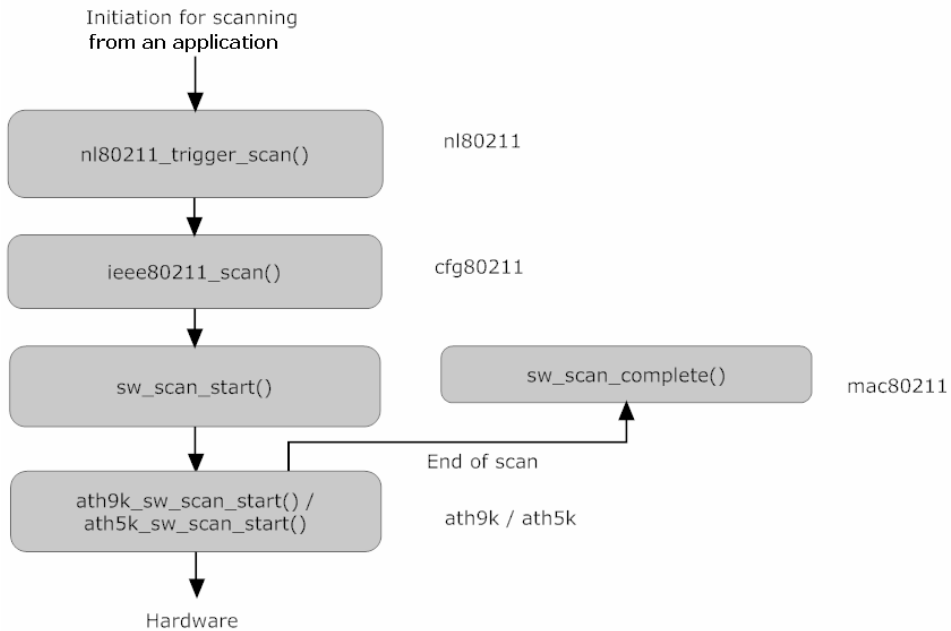 Initiation for scanning
from an application
nl80211_trigger_scan()
nl80211
ieee80211_scan()
cfg80211
sw_scan_start()
sw_scan_complete()
mac80211
End of scan
ath9k_sw_scan_start() /
ath5k_sw_scan_start()
ath9k / ath5k
Hardware